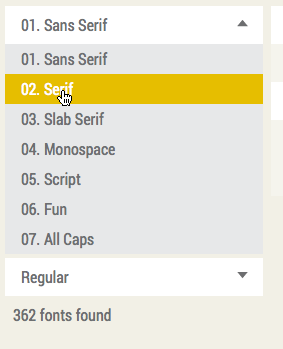 01. Sans Serif
01. Sans Serif
02. Serif
03. Slab Serif
04. Monospace
05. Script
06. Fun
07. All Caps
Regular
362 fonts found